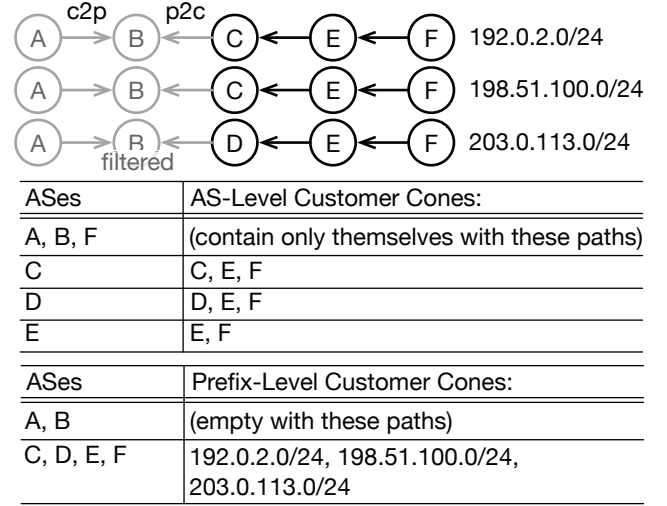 c2p p2c
A B C E F 192.0.2.0/24
A B C E F 198.51.100.0/24
A B D E F 203.0.113.0/24
filtered
ASes AS-Level Customer Cones:
A, B, F (contain only themselves with these paths)
C C, E, F
D D, E, F
E E, F
ASes Prefix-Level Customer Cones:
A, B (empty with these paths)
C, D, E, F 192.0.2.0/24, 198.51.100.0/24,
203.0.113.0/24